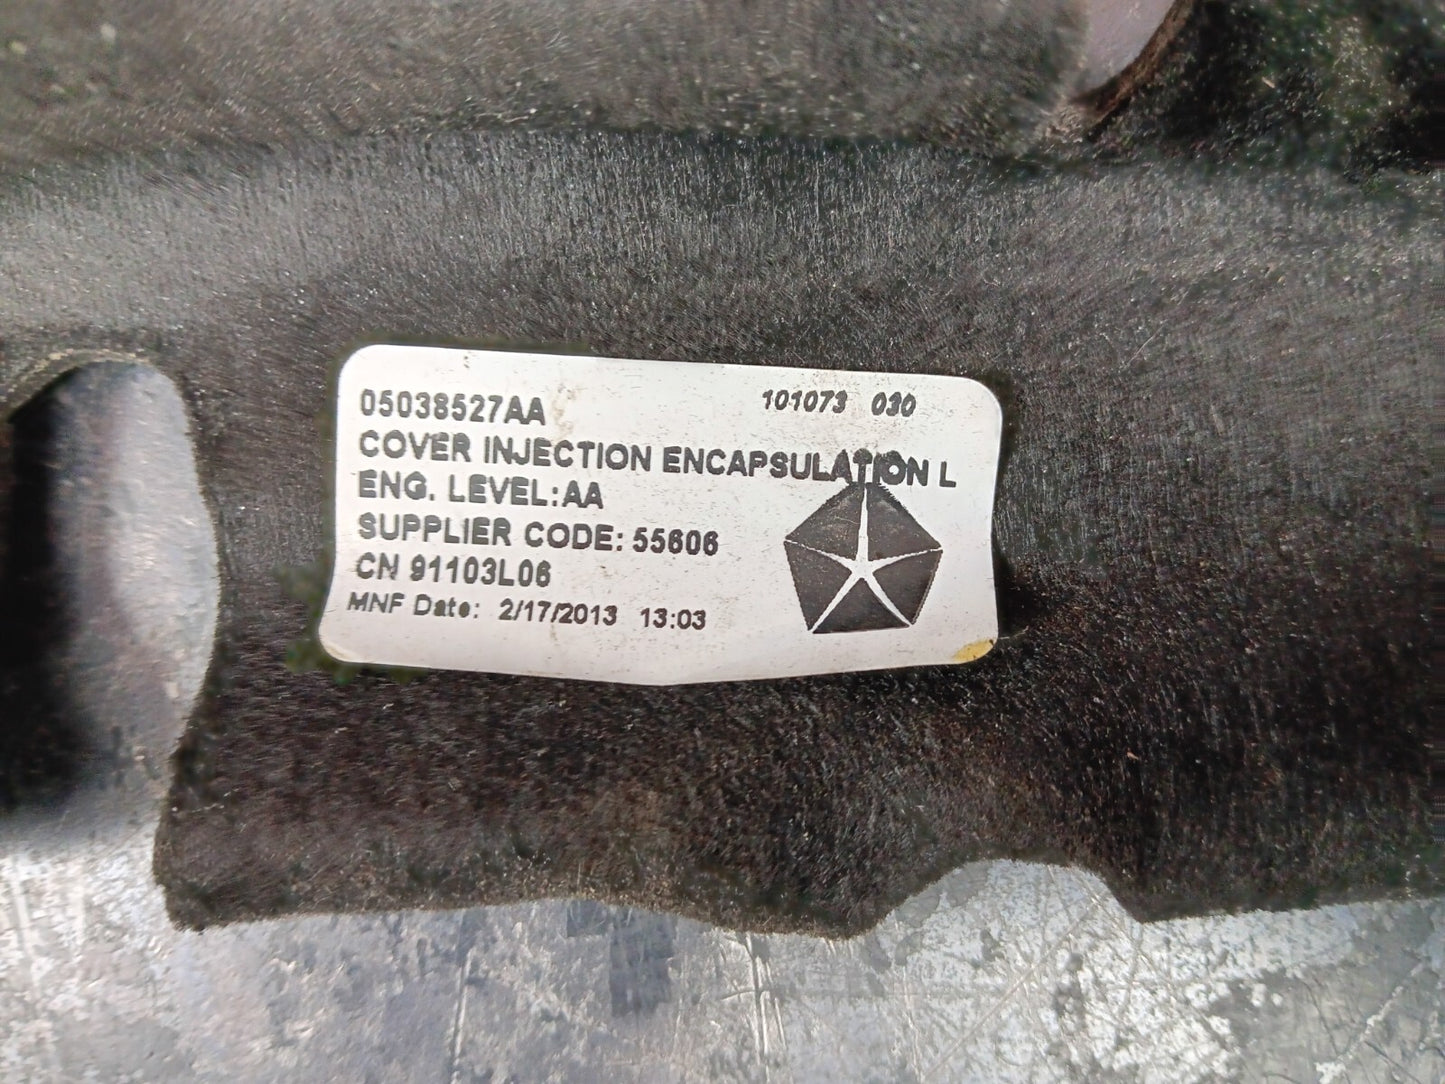 05038527AA 101073 030
COVER INJECTION ENCAPSULATION L
ENG. LEVEL:AA
SUPPLIER CODE: 55606
CN 91103L06
MNF Date: 2/17/2013 13:03